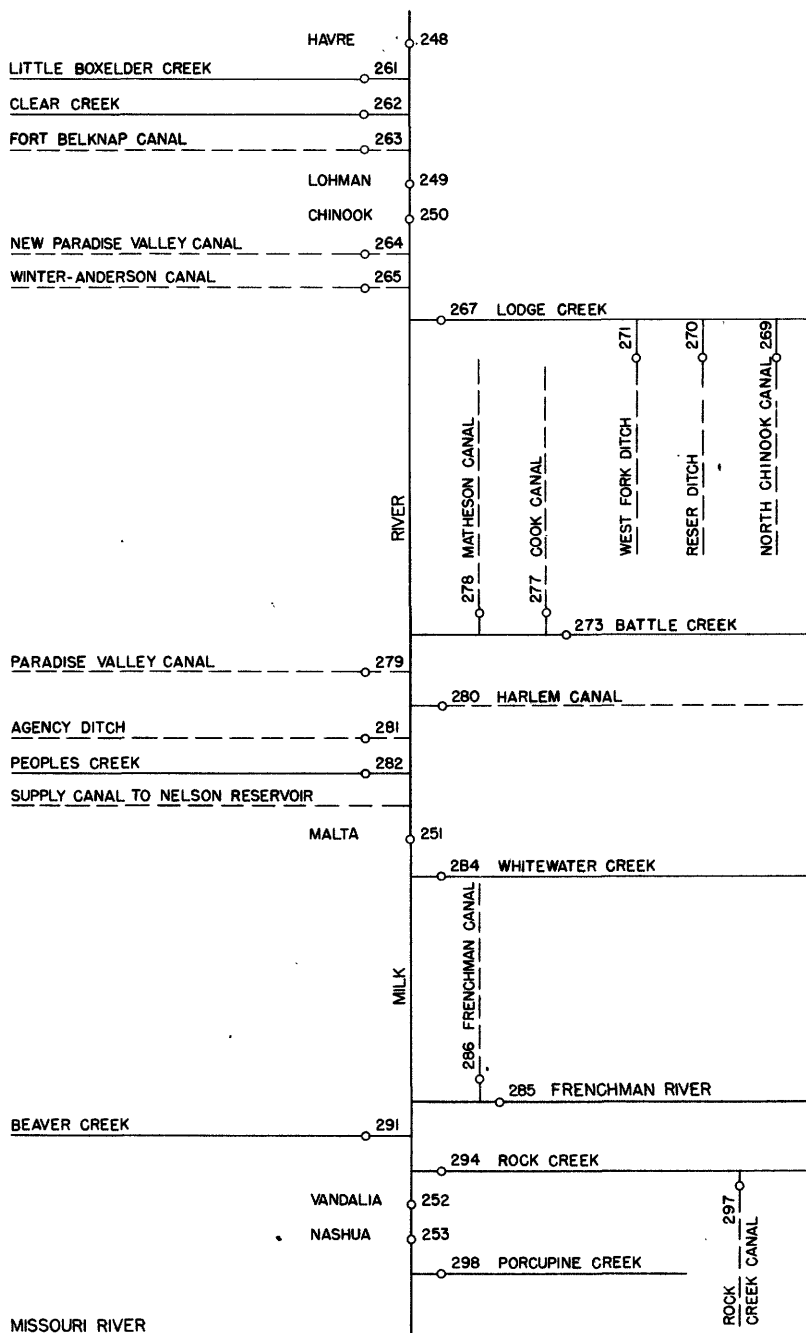 HAVRE 248
LITTLE BOXELDER CREEK 261
CLEAR CREEK 262
FORT BELKNAP CANAL 263
LOHMAN 249
CHINOOK 250
NEW PARADISE VALLEY CANAL 264
WINTER-ANDERSON CANAL 265
267 LODGE CREEK
271 WEST FORK DITCH
270 RESER DITCH
269 NORTH CHINOOK CANAL
278 MATHESON CANAL
277 COOK CANAL
RIVER
273 BATTLE CREEK
PARADISE VALLEY CANAL 279
280 HARLEM CANAL
AGENCY DITCH 281
PEOPLES CREEK 282
SUPPLY CANAL TO NELSON RESERVOIR
MALTA 251
284 WHITEWATER CREEK
286 FRENCHMAN CANAL
MILK
285 FRENCHMAN RIVER
BEAVER CREEK 291
294 ROCK CREEK
VANDALIA 252
297
ROCK
CREEK CANAL
NASHUA 253
298 PORCUPINE CREEK
MISSOURI RIVER